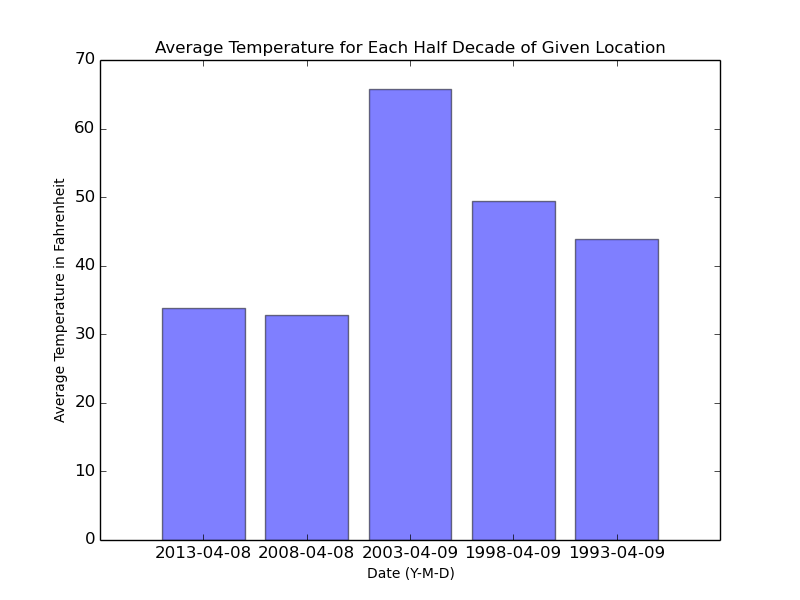 Average Temperature for Each Half Decade of Given Location
70
60
50
40
30
20
10
0
Average Temperature in Fahrenheit
2013-04-08 2008-04-08 2003-04-09 1998-04-09 1993-04-09
Date (Y-M-D)